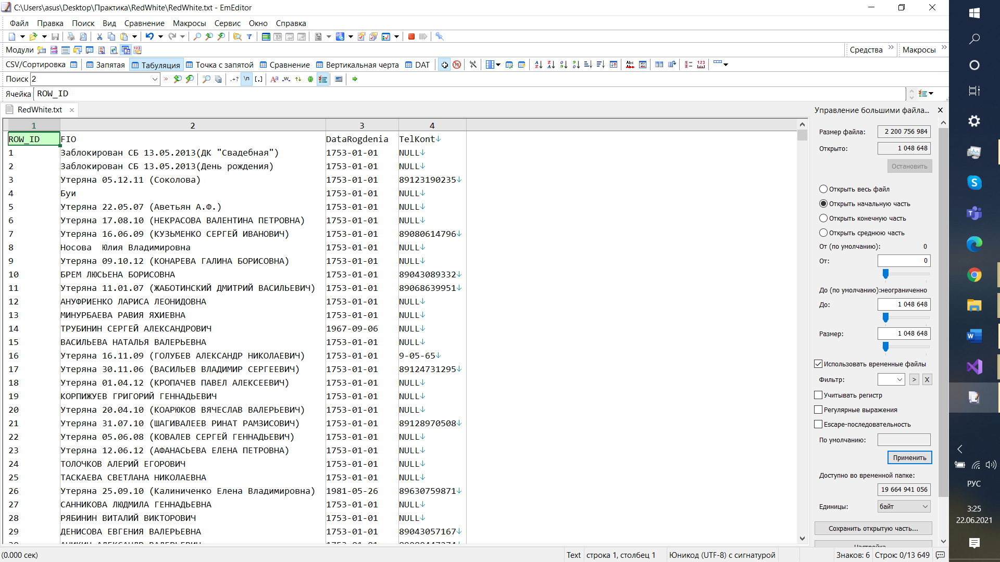 C:\Users\asus\Desktop\Практика\RedWhite\RedWhite.txt - EmEditor
Файл Правка Поиск Вид Сравнение Макросы Сервис Окно Справка
Модули
Средства » Макросы »
CSV/Сортировка Запятая Табуляция Точка с запятой Сравнение Вертикальная черта DAT
Поиск 2
Ячейка ROW_ID
RedWhite.txt
1 2 3 4
ROW_ID FIO DataRogdenia TelKont↓
1 Заблокирован СБ 13.05.2013(ДК "Свадебная") 1753-01-01 NULL↓
2 Заблокирован СБ 13.05.2013(День рождения) 1753-01-01 NULL↓
3 Утеряна 05.12.11 (Соколова) 1753-01-01 89123190235↓
4 Буи 1753-01-01 NULL↓
5 Утеряна 22.05.07 (Аветьян А.Ф.) 1753-01-01 NULL↓
6 Утеряна 17.08.10 (НЕКРАСОВА ВАЛЕНТИНА ПЕТРОВНА) 1753-01-01 NULL↓
7 Утеряна 16.06.09 (КУЗЬМЕНКО СЕРГЕЙ ИВАНОВИЧ) 1753-01-01 89080614796↓
8 Носова  Юлия Владимировна 1753-01-01 NULL↓
9 Утеряна 09.10.12 (КОНАРЕВА ГАЛИНА БОРИСОВНА) 1753-01-01 NULL↓
10 БРЕМ ЛЮСЬЕНА БОРИСОВНА 1753-01-01 89043089332↓
11 Утеряна 11.01.07 (ЖАБОТИНСКИЙ ДМИТРИЙ ВАСИЛЬЕВИЧ) 1753-01-01 89068639951↓
12 АНУФРИЕНКО ЛАРИСА ЛЕОНИДОВНА 1753-01-01 NULL↓
13 МИНУРБАЕВА РАВИЯ ЯХИЕВНА 1753-01-01 NULL↓
14 ТРУБИНИН СЕРГЕЙ АЛЕКСАНДРОВИЧ 1967-09-06 NULL↓
15 ВАСИЛЬЕВА НАТАЛЬЯ ВАЛЕРЬЕВНА 1753-01-01 NULL↓
16 Утеряна 16.11.09 (ГОЛУБЕВ АЛЕКСАНДР НИКОЛАЕВИЧ) 1753-01-01 9-05-65↓
17 Утеряна 30.11.06 (ВАСИЛЬЕВ ВЛАДИМИР СЕРГЕЕВИЧ) 1753-01-01 89124731295↓
18 Утеряна 01.04.12 (КРОПАЧЕВ ПАВЕЛ АЛЕКСЕЕВИЧ) 1753-01-01 NULL↓
19 КОРПИЖУЕВ ГРИГОРИЙ ГЕННАДЬЕВИЧ 1753-01-01 NULL↓
20 Утеряна 20.04.10 (КОАРЮКОВ ВЯЧЕСЛАВ ВАЛЕРЬЕВИЧ) 1753-01-01 NULL↓
21 Утеряна 31.07.10 (ШАГИВАЛЕЕВ РИНАТ РАМЗИСОВИЧ) 1753-01-01 89128970508↓
22 Утеряна 05.06.08 (КОВАЛЕВ СЕРГЕЙ ГЕННАДЬЕВИЧ) 1753-01-01 NULL↓
23 Утеряна 12.06.12 (АФАНАСЬЕВА ЕЛЕНА ПЕТРОВНА) 1753-01-01 NULL↓
24 ТОЛОЧКОВ АЛЕРИЙ ЕГОРОВИЧ 1753-01-01 NULL↓
25 ТАСКАЕВА СВЕТЛАНА НИКОЛАЕВНА 1753-01-01 NULL↓
26 Утеряна 25.09.10 (Калиниченко Елена Владимировна) 1981-05-26 89630759871↓
27 САННИКОВА ЛЮДМИЛА ГЕННАДЬЕВНА 1753-01-01 NULL↓
28 РЯБИНИН ВИТАЛИЙ ВИКТОРОВИЧ 1753-01-01 NULL↓
29 ДЕНИСОВА ЕВГЕНИЯ ВАЛЕРЬЕВНА 1753-01-01 89043057167↓
Управление большими файла...
Размер файла: 2 200 756 984
Открыто: 1 048 648
Остановить
Открыть весь файл
Открыть начальную часть
Открыть конечную часть
Открыть среднюю часть
От (по умолчанию): 0
От: 0
До (по умолчанию):неограниченно
До: 1 048 648
Размер: 1 048 648
Использовать временные файлы
Фильтр: > X
Учитывать регистр
Регулярные выражения
Escape-последовательность
По умолчанию:
Применить
Доступно во временной папке:
19 664 941 056
Единицы: байт
Сохранить открытую часть...
(0.000 сек) Text строка 1, столбец 1 Юникод (UTF-8) с сигнатурой Знаков: 6 Строк: 0/13 649
РУС
3:25
22.06.2021